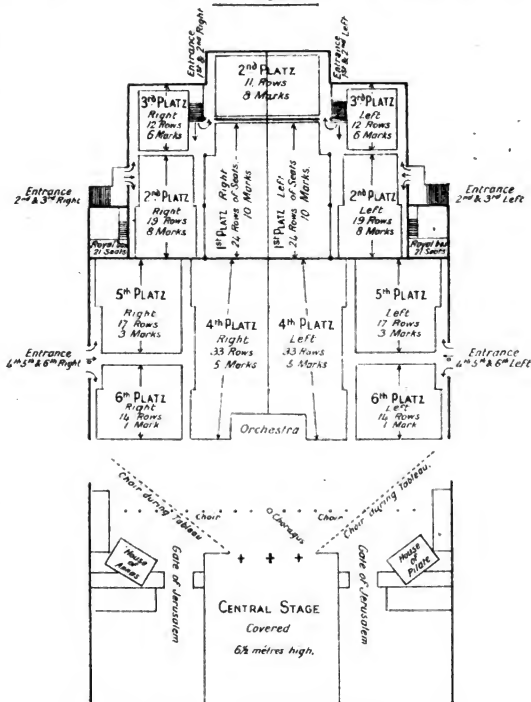 Entrance
1st & 2nd Right
Entrance
1st & 2nd Left
2nd PLATZ
11 Rows
8 Marks
3rd PLATZ
Right
12 Rows
6 Marks
3rd PLATZ
Left
12 Rows
6 Marks
1st PLATZ Right
24 Rows of Seats.
10 Marks.
1st PLATZ Left
24 Rows of Seats
10 Marks.
2nd PLATZ
Right
19 Rows
8 Marks
2nd PLATZ
Left
19 Rows
8 Marks
Entrance
2nd & 3rd Right
Entrance
2nd & 3rd Left
Royal box
21 Seats
Royal box
21 Seats
5th PLATZ
Right
17 Rows
3 Marks
5th PLATZ
Left
17 Rows
3 Marks
4th PLATZ
Right
33 Rows
5 Marks
4th PLATZ
Left
33 Rows
5 Marks
Entrance
4th 5th & 6th Right
Entrance
4th 5th & 6th Left
6th PLATZ
Right
14 Rows
1 Mark
6th PLATZ
Left
14 Rows
1 Mark
Orchestra
Choir during Tableau
Choir during Tableau.
Choir
Choragus
Choir
House
of
Annas
House
of
Pilate
Gate of Jerusalem
Gate of Jerusalem
CENTRAL STAGE
Covered
6½ métres high.